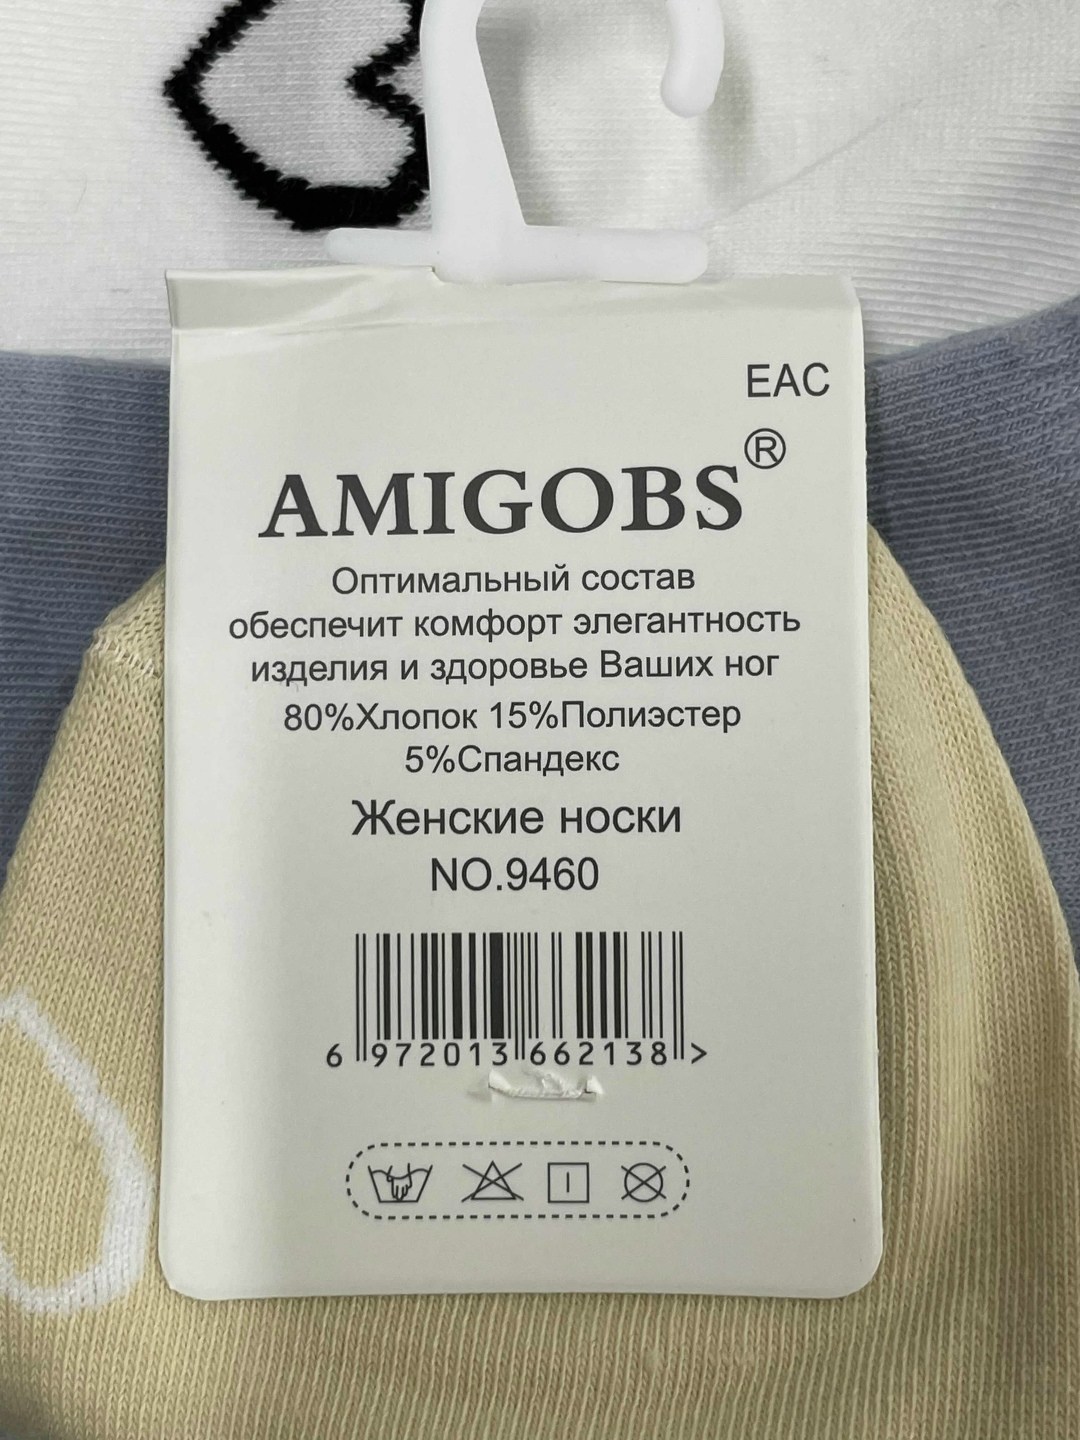 EAC
AMIGOBS®
Оптимальный состав
обеспечит комфорт элегантность
изделия и здоровье Ваших ног
80%Хлопок 15%Полиэстер
5%Спандекс
Женские носки
NO.9460
6 972013 662138 >